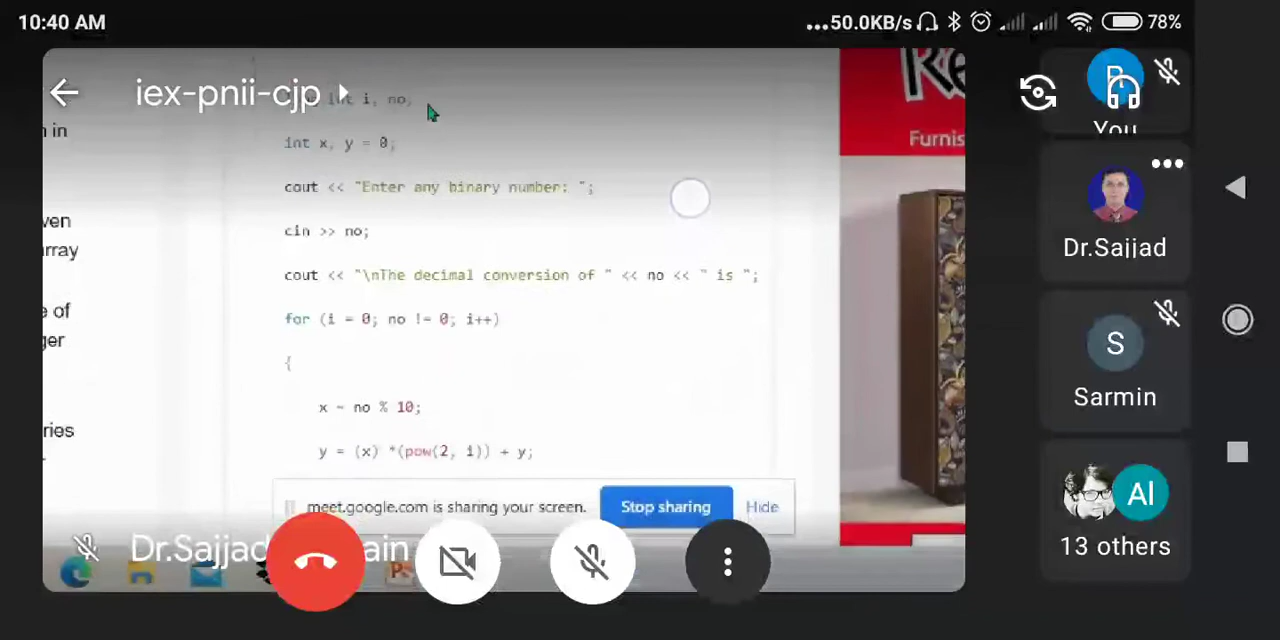 10:40 AM
...50.0KB/s
78%
iex-pnii-cjp
int i, no,
int x, y = 0;
cout << "Enter any binary number: ";
cin >> no;
cout << "\nThe decimal conversion of " << no << " is ";
for (i = 0; no != 0; i++)
{
x = no % 10;
y = (x) *(pow(2, i)) + y;
n in
ven
rray
e of
ger
ries
meet.google.com is sharing your screen.
Stop sharing
Hide
Dr.Sajjad
ain
Re
Furnis
You
Dr.Sajjad
S
Sarmin
Al
13 others